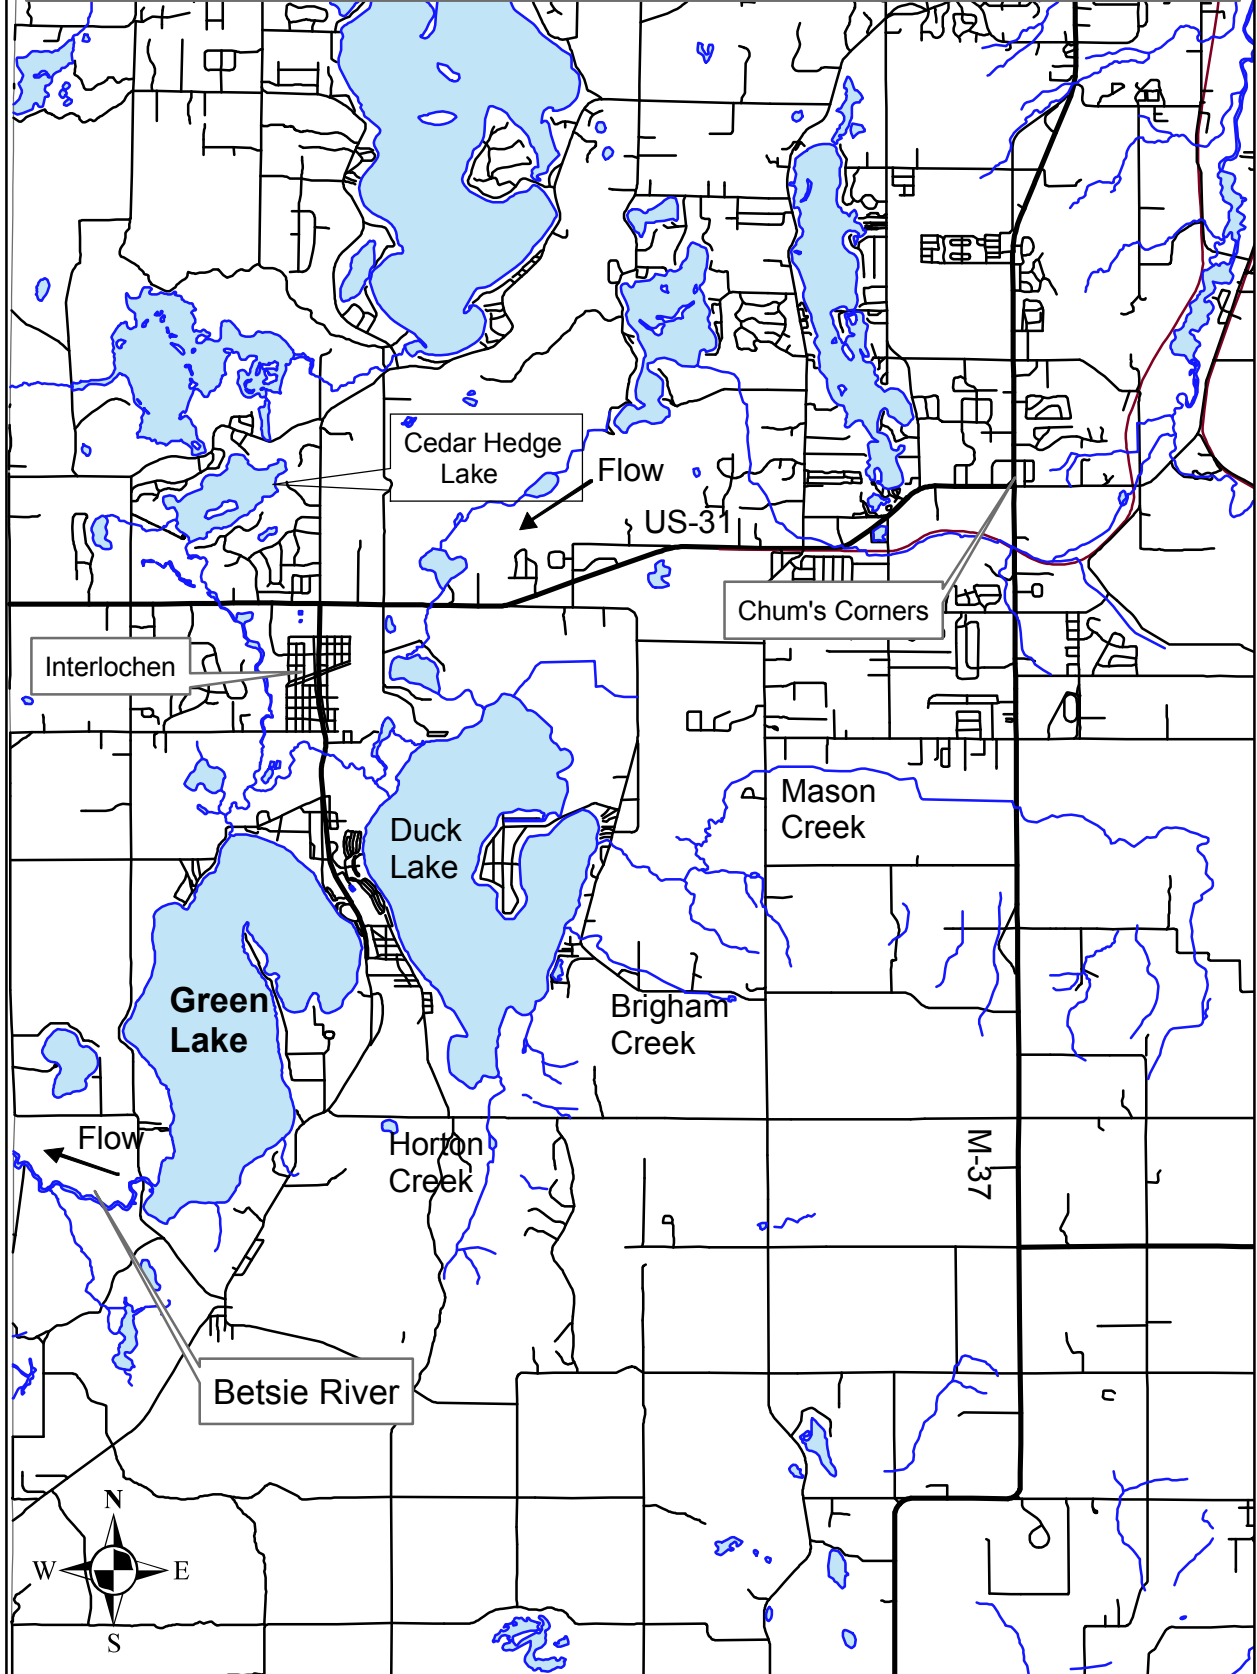 Cedar Hedge
Lake
Flow
US-31
Chum's Corners
Interlochen
Mason
Creek
Duck
Lake
Green
Lake
Brigham
Creek
Flow
Horton
Creek
M-37
Betsie River
N
W
E
S